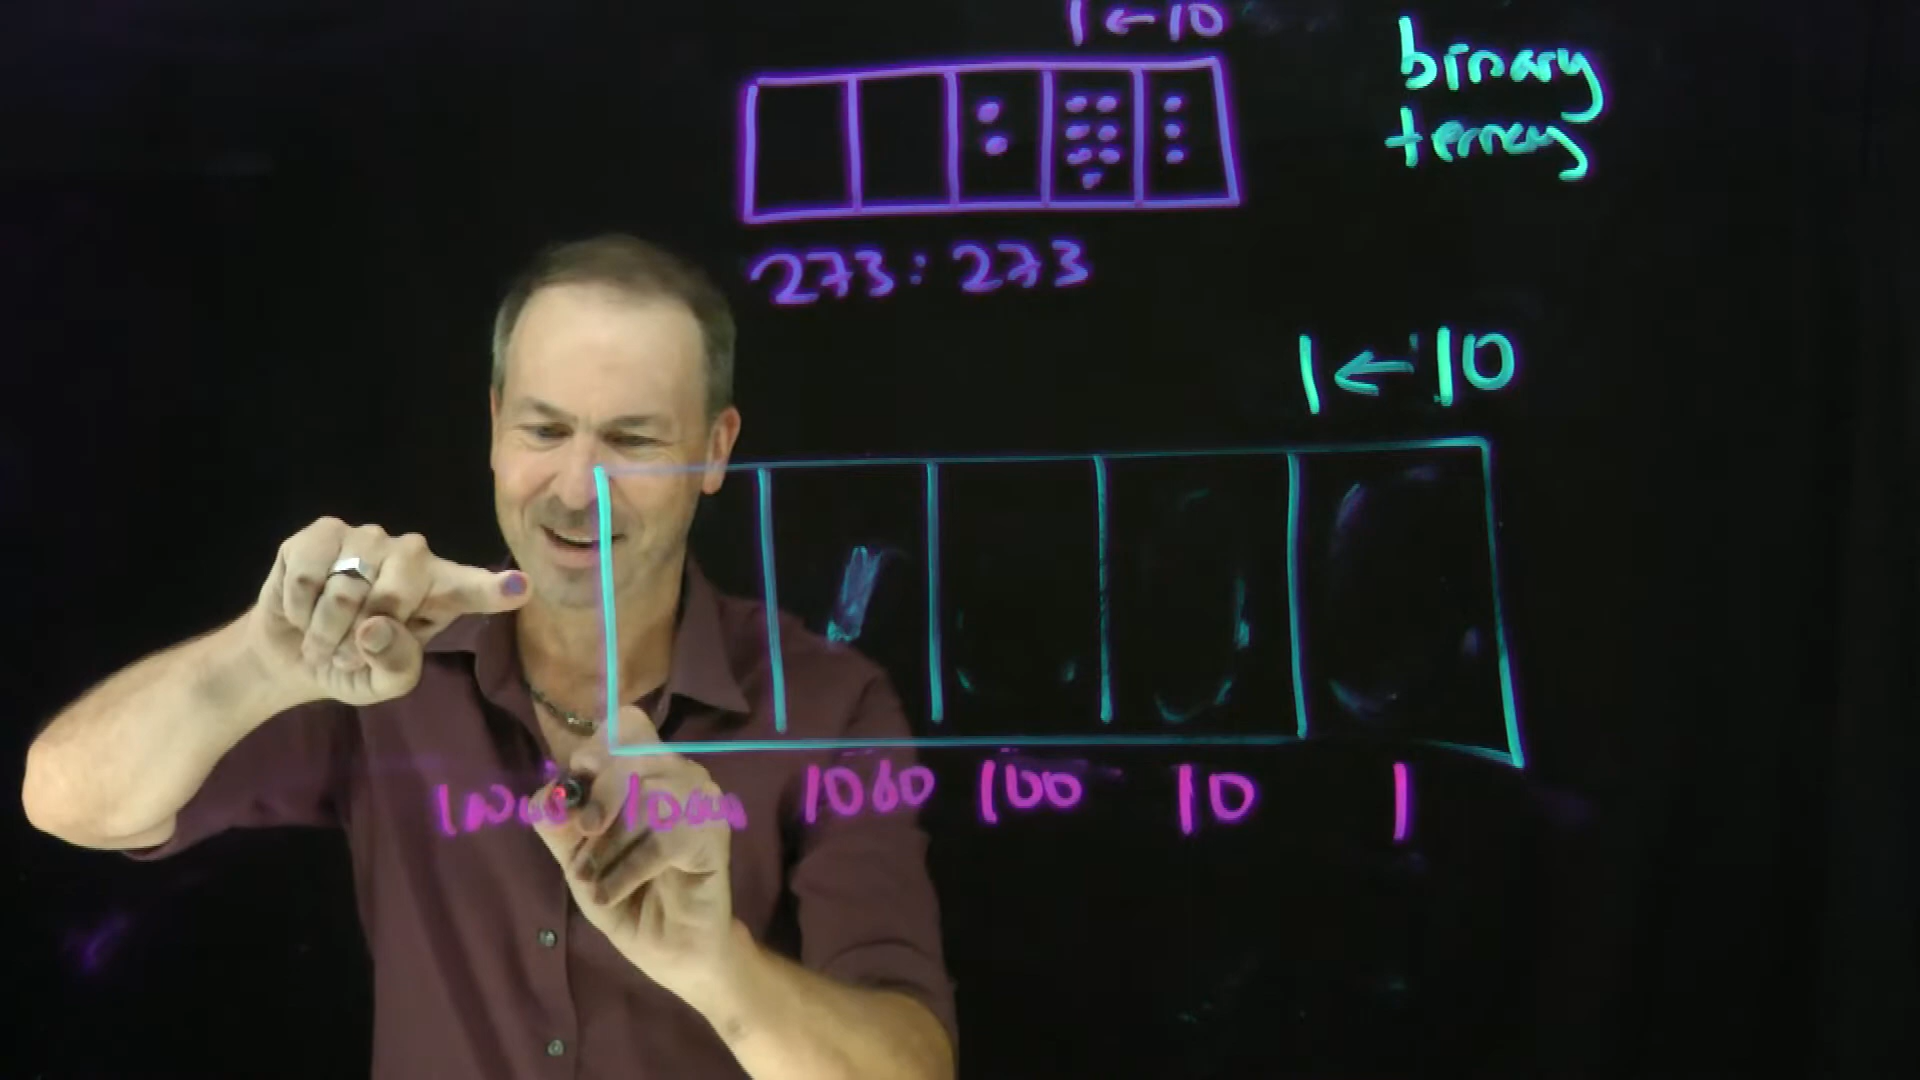 1 ← 10
binary
ternary
273 : 273
1 ← 10
10000 1000 100 10 1